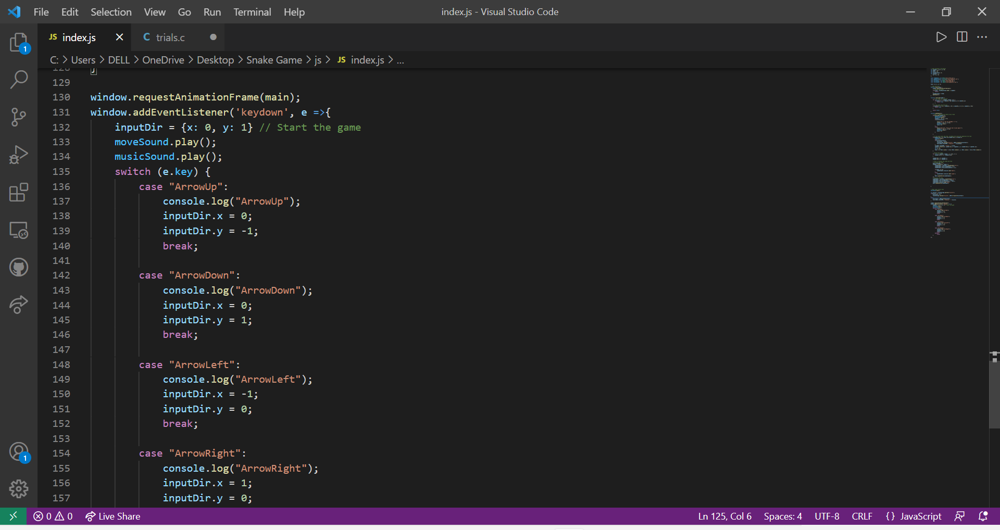 File Edit Selection View Go Run Terminal Help
index.js - Visual Studio Code
1
JS index.js
C trials.c
C: > Users > DELL > OneDrive > Desktop > Snake Game > js > JS index.js > ...
128 }
129
130 window.requestAnimationFrame(main);
131 window.addEventListener('keydown', e =>{
132 inputDir = {x: 0, y: 1} // Start the game
133 moveSound.play();
134 musicSound.play();
135 switch (e.key) {
136 case "ArrowUp":
137 console.log("ArrowUp");
138 inputDir.x = 0;
139 inputDir.y = -1;
140 break;
141
142 case "ArrowDown":
143 console.log("ArrowDown");
144 inputDir.x = 0;
145 inputDir.y = 1;
146 break;
147
148 case "ArrowLeft":
149 console.log("ArrowLeft");
150 inputDir.x = -1;
151 inputDir.y = 0;
152 break;
153
154 case "ArrowRight":
155 console.log("ArrowRight");
156 inputDir.x = 1;
157 inputDir.y = 0;
1
0 0 Live Share
Ln 125, Col 6 Spaces: 4 UTF-8 CRLF {} JavaScript